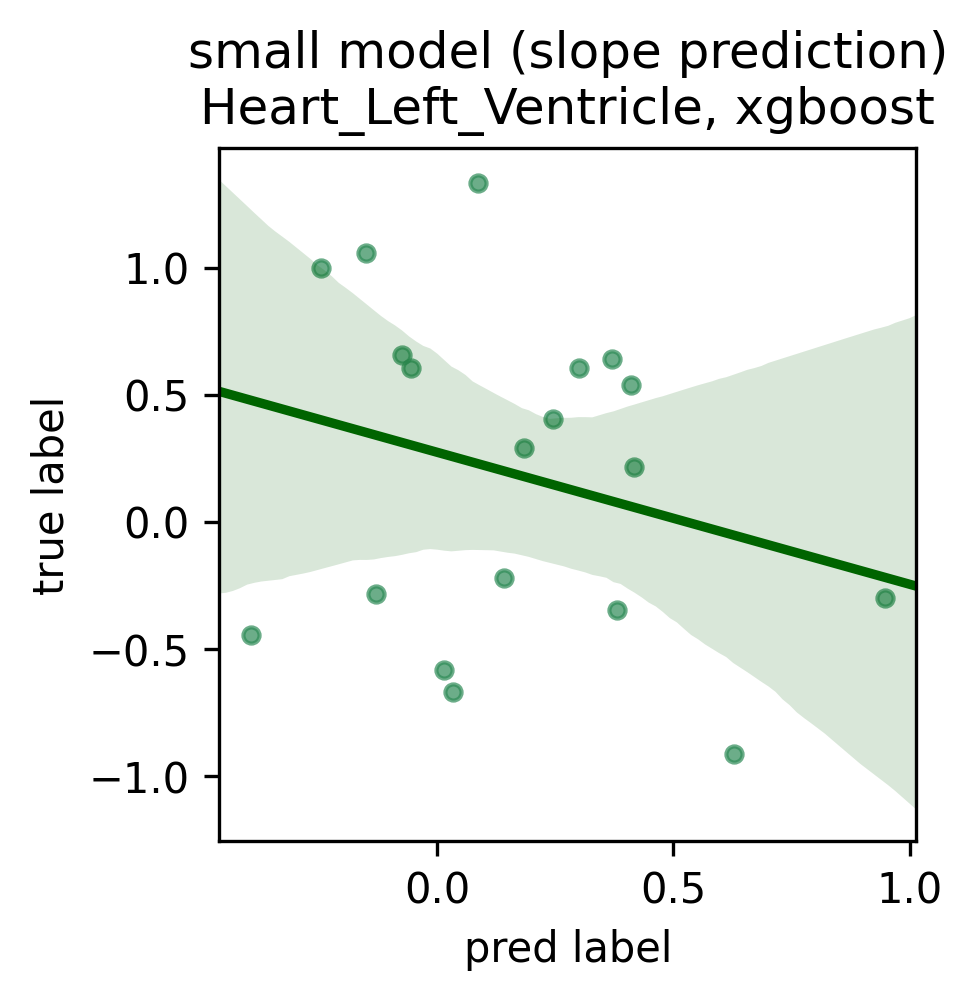 small model (slope prediction)
Heart_Left_Ventricle, xgboost
1.0
0.5
0.0
−0.5
−1.0
true label
0.0 0.5 1.0
pred label